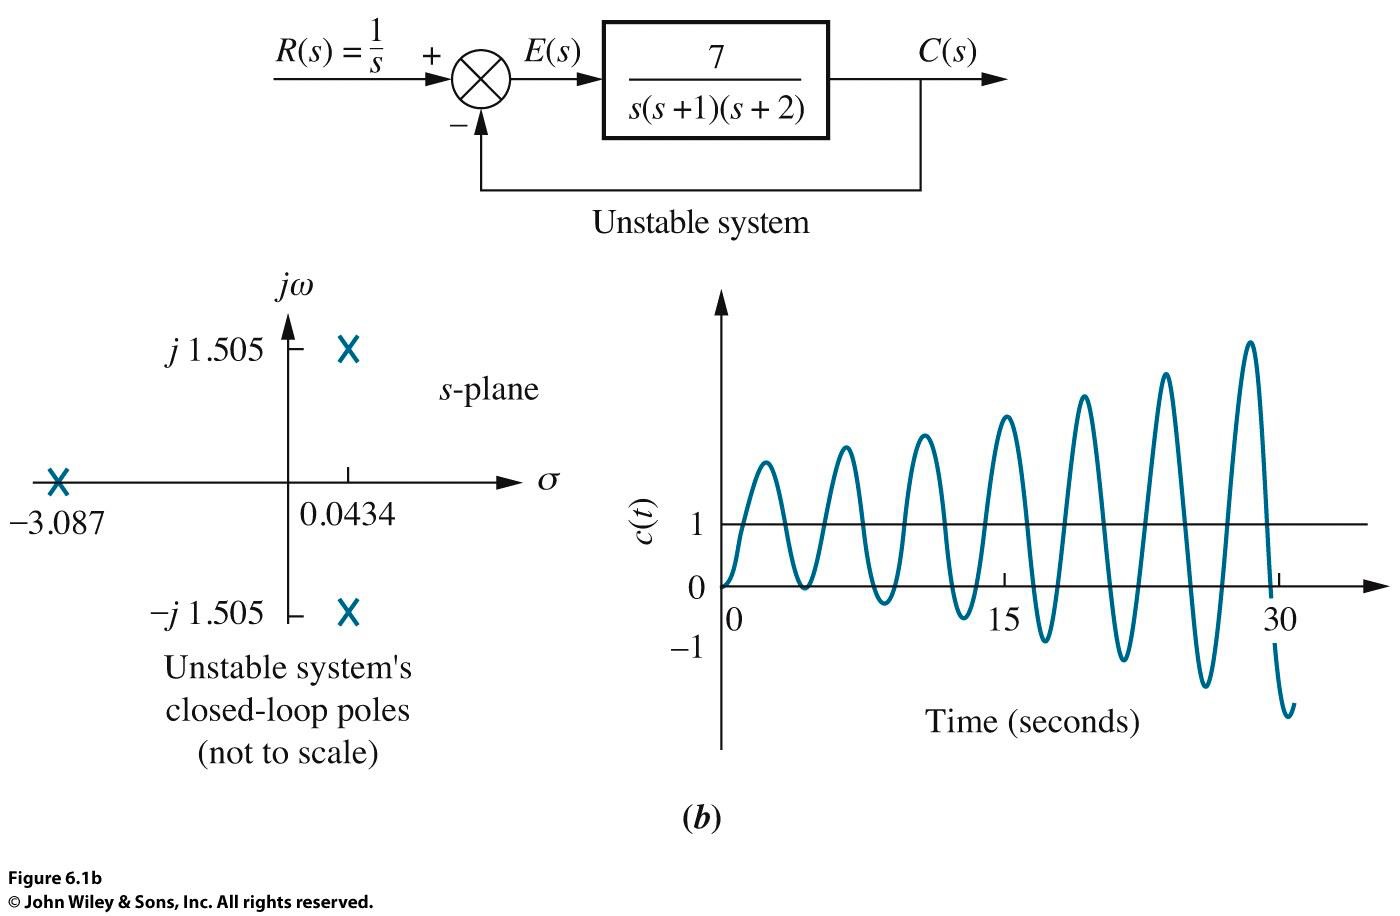 R(s) = 1/s
+
E(s)
7
s(s +1)(s + 2)
C(s)
−
Unstable system
jω
j 1.505
s-plane
σ
−3.087
0.0434
−j 1.505
Unstable system's
closed-loop poles
(not to scale)
c(t)
1
0
−1
0
15
30
Time (seconds)
(b)
Figure 6.1b
© John Wiley & Sons, Inc. All rights reserved.